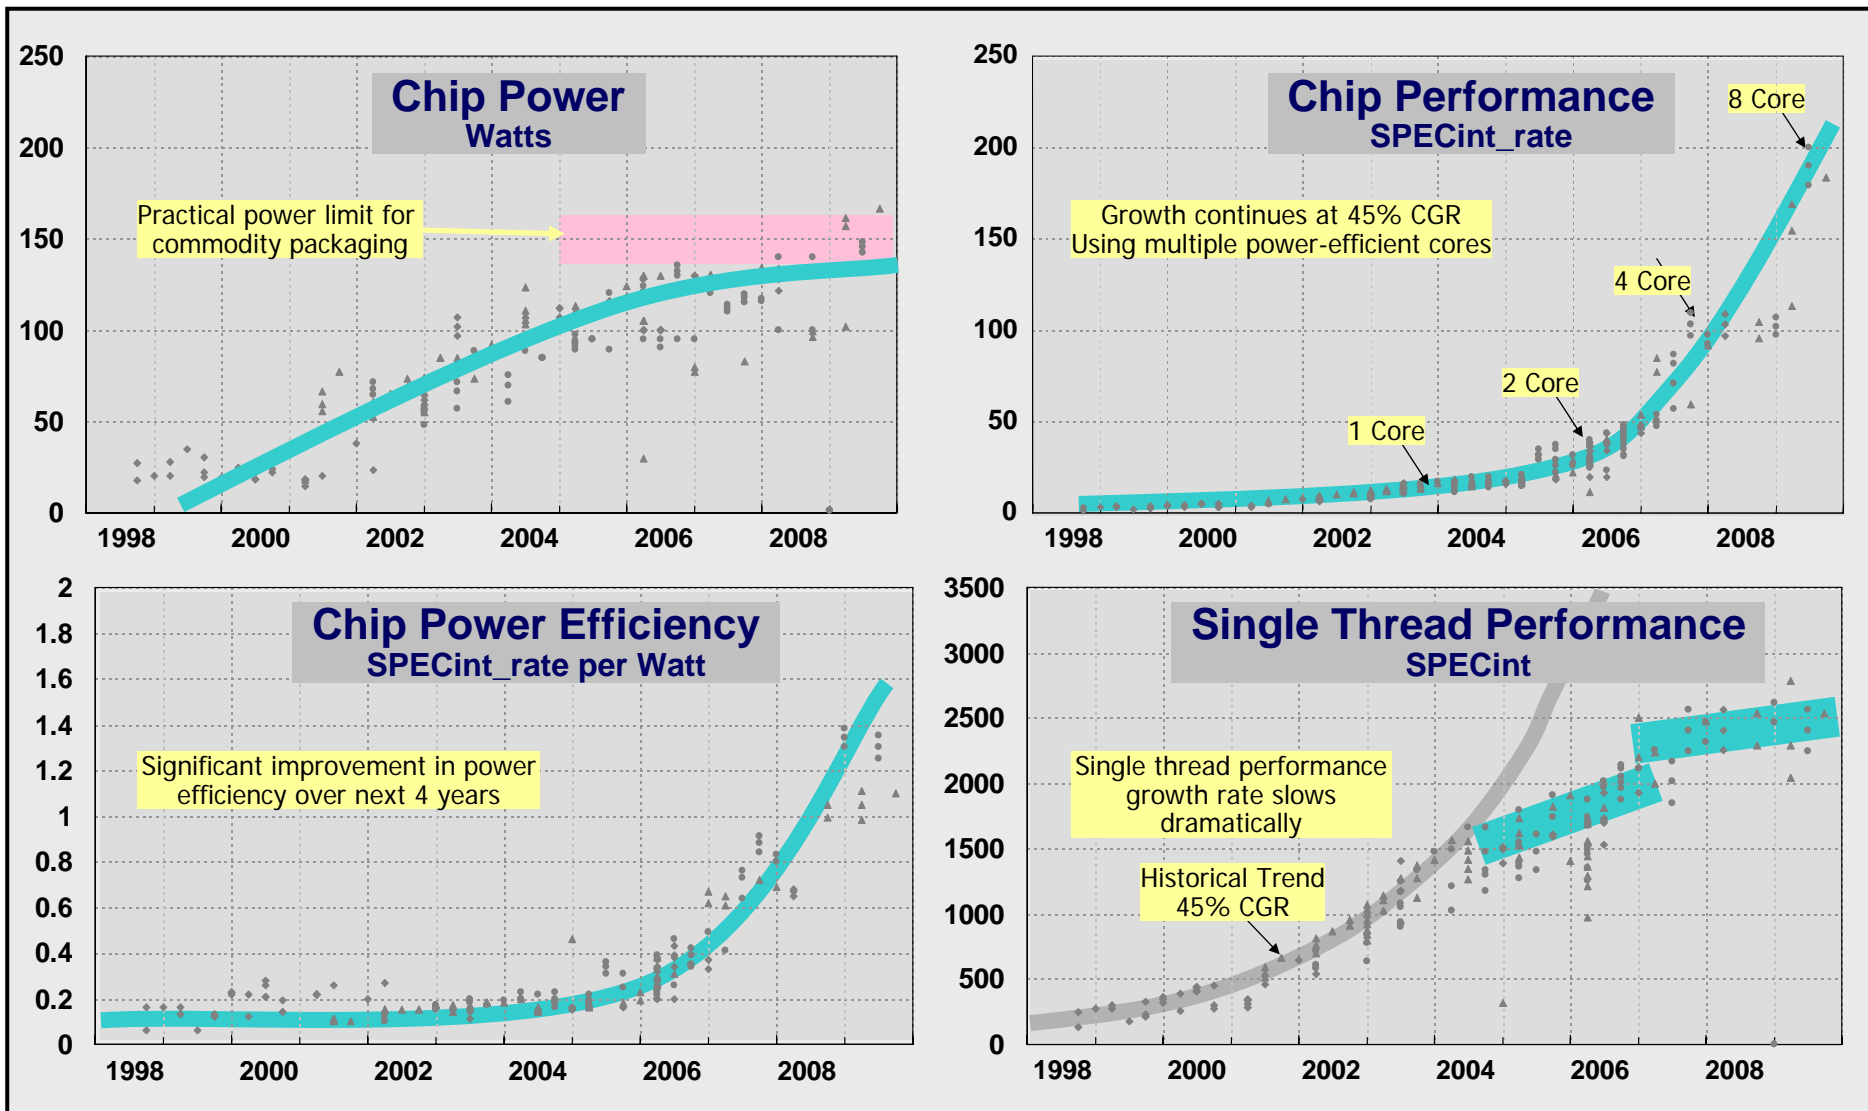 Chip Power
Watts
250
200
150
100
50
0
Practical power limit for
commodity packaging
1998 2000 2002 2004 2006 2008
Chip Performance
SPECint_rate
250
200
150
100
50
0
8 Core
Growth continues at 45% CGR
Using multiple power-efficient cores
4 Core
2 Core
1 Core
1998 2000 2002 2004 2006 2008
Chip Power Efficiency
SPECint_rate per Watt
2
1.8
1.6
1.4
1.2
1
0.8
0.6
0.4
0.2
0
Significant improvement in power
efficiency over next 4 years
1998 2000 2002 2004 2006 2008
Single Thread Performance
SPECint
3500
3000
2500
2000
1500
1000
500
0
Single thread performance
growth rate slows
dramatically
Historical Trend
45% CGR
1998 2000 2002 2004 2006 2008